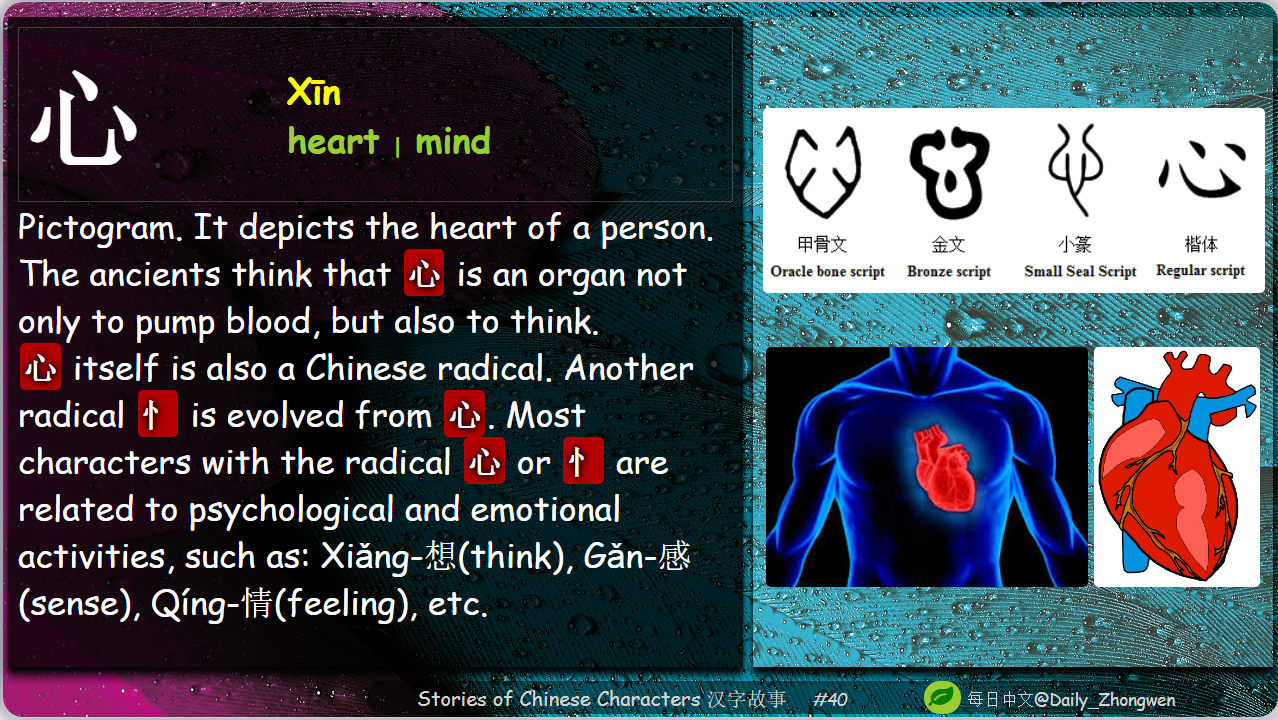 心
Xīn
heart | mind
Pictogram. It depicts the heart of a person.
The ancients think that 心 is an organ not
only to pump blood, but also to think.
心 itself is also a Chinese radical. Another
radical 忄 is evolved from 心. Most
characters with the radical 心 or 忄 are
related to psychological and emotional
activities, such as: Xiǎng-想(think), Gǎn-感
(sense), Qíng-情(feeling), etc.
甲骨文 金文 小篆 楷体
Oracle bone script Bronze script Small Seal Script Regular script
Stories of Chinese Characters 汉字故事 #40
每日中文@Daily_Zhongwen